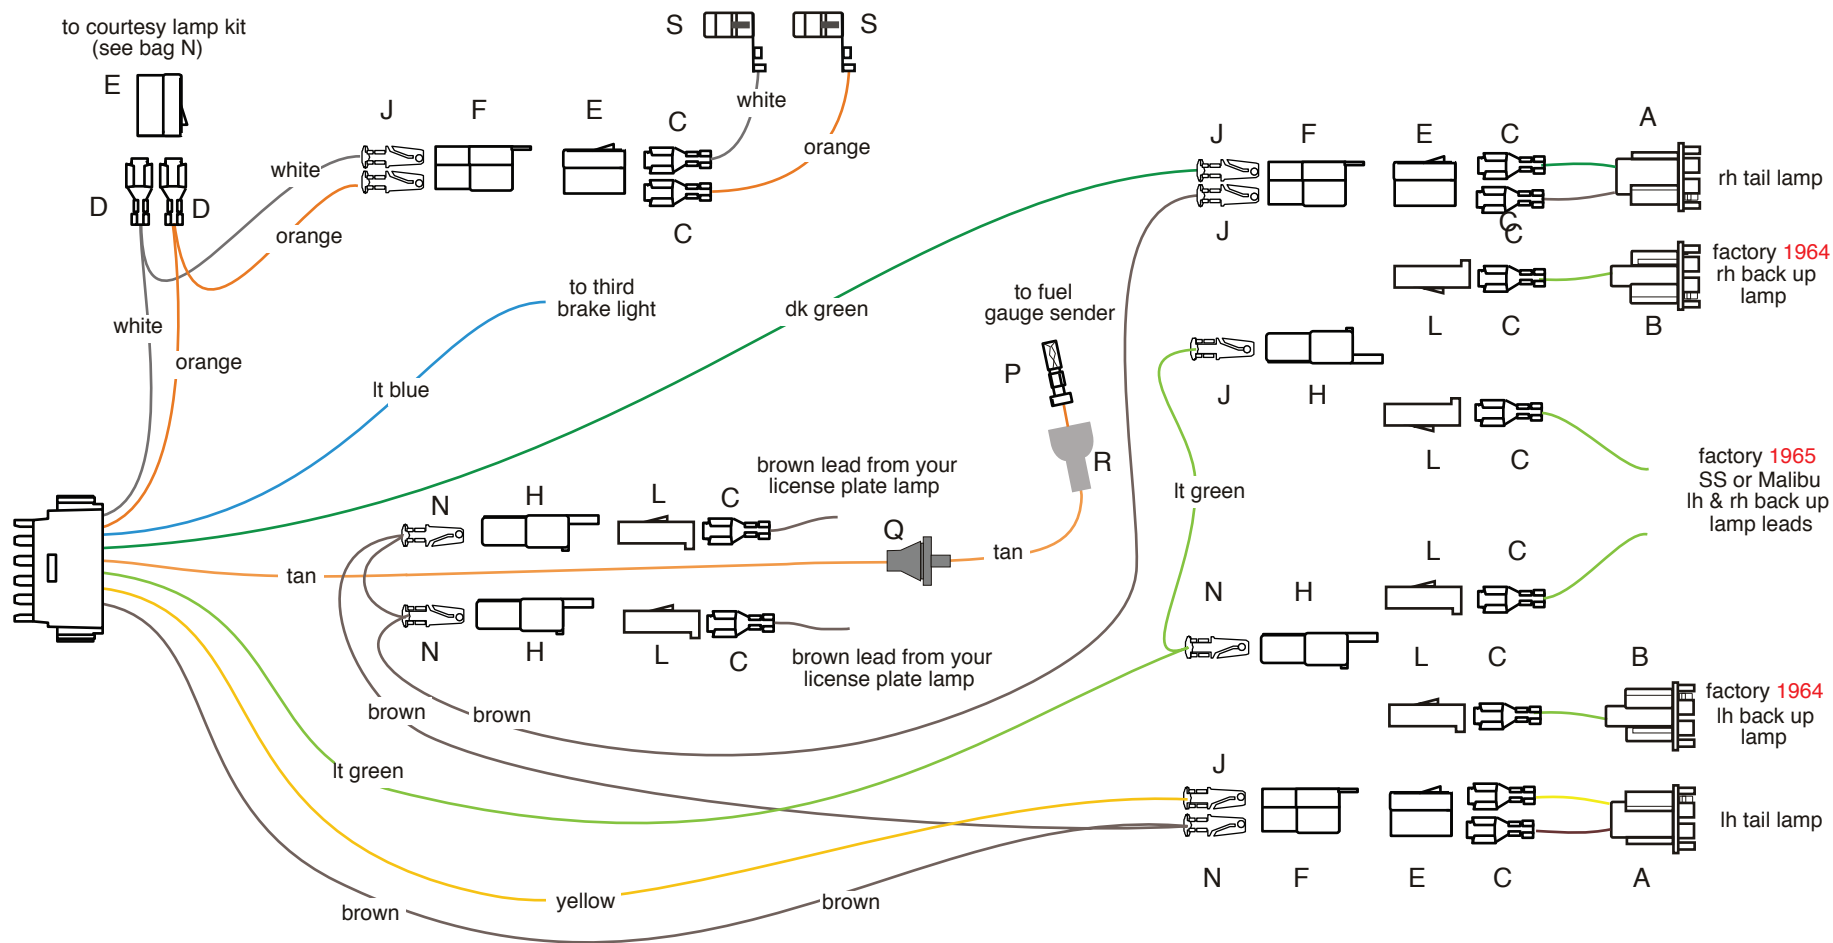 to courtesy lamp kit
(see bag N)
E
D
D
white
orange
white
orange
J
F
E
C
C
S
S
white
orange
to third
brake light
lt blue
dk green
to fuel
gauge sender
P
R
Q
tan
tan
N
H
L
C
brown lead from your
license plate lamp
N
H
L
C
brown lead from your
license plate lamp
brown
brown
lt green
yellow
brown
brown
J
F
E
C
A
J
C
C
rh tail lamp
factory 1964
rh back up
lamp
L
C
B
J
H
L
C
lt green
factory 1965
SS or Malibu
lh & rh back up
lamp leads
L
C
N
H
L
C
B
factory 1964
lh back up
lamp
J
lh tail lamp
N
F
E
C
A